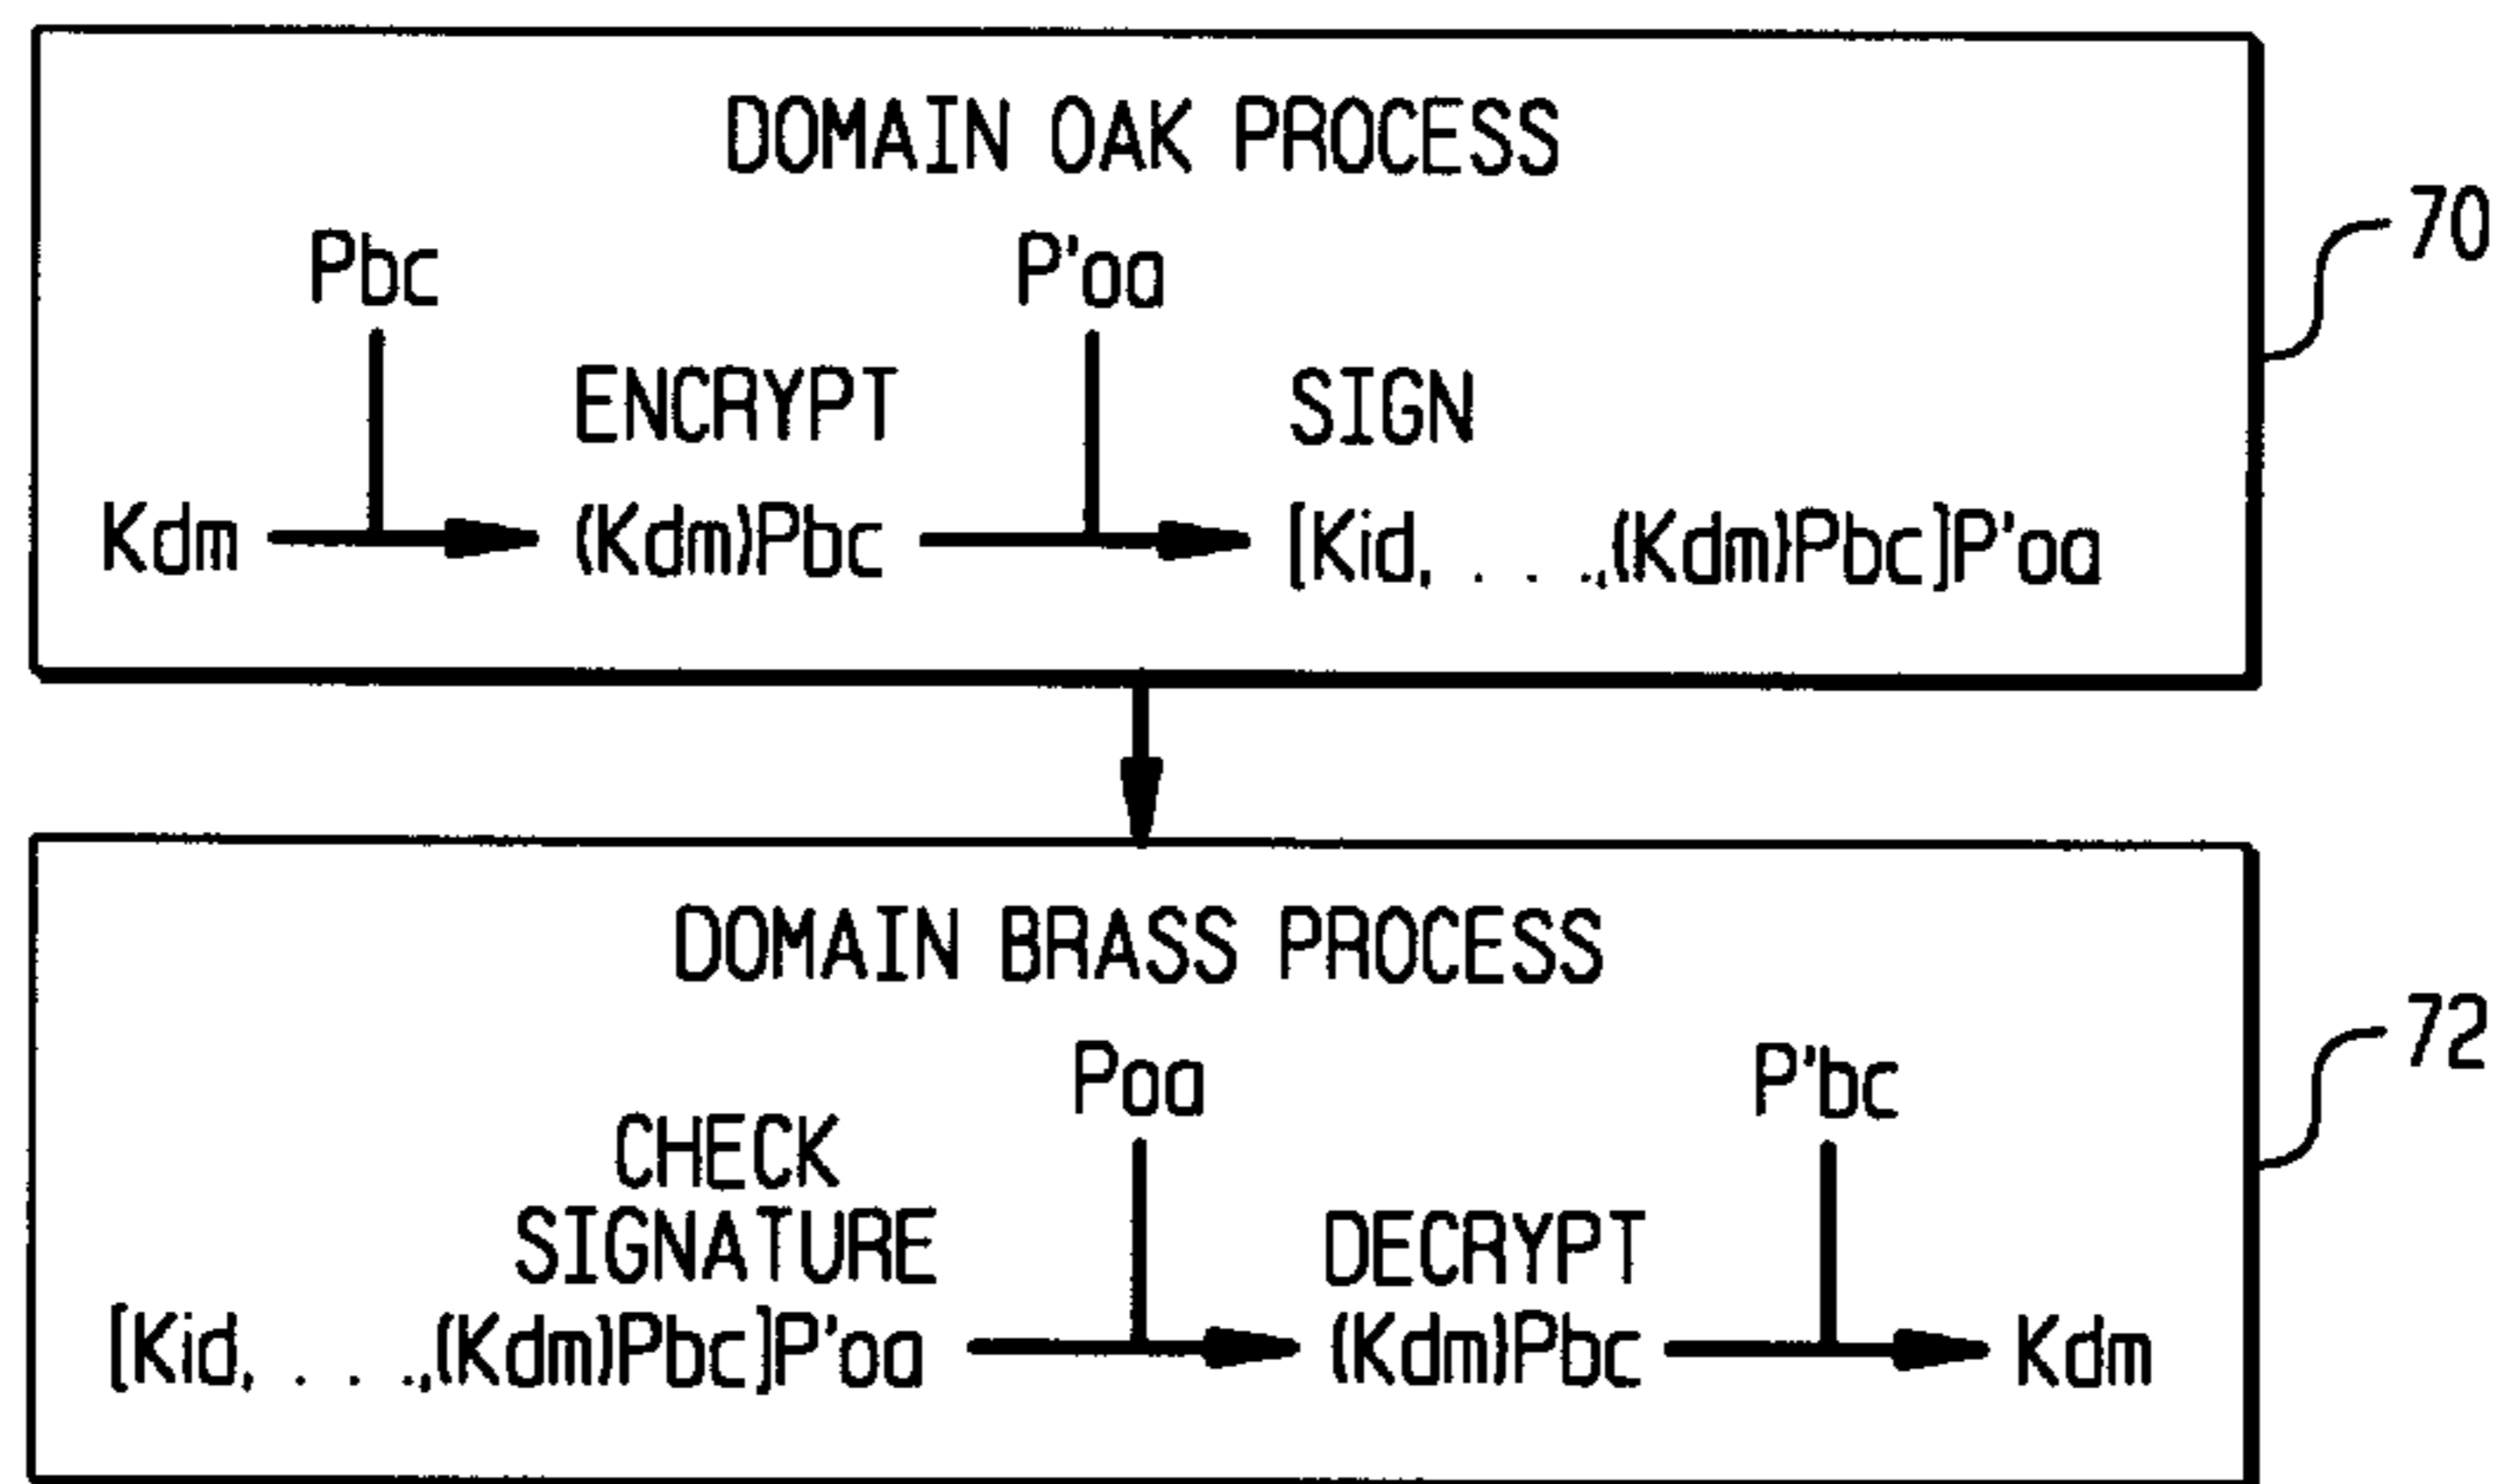 DOMAIN OAK PROCESS
Pbc P'oa
70
ENCRYPT SIGN
Kdm (Kdm)Pbc [Kid, . . .,(Kdm)Pbc]P'oa
DOMAIN BRASS PROCESS
72
Poa P'bc
CHECK
SIGNATURE DECRYPT
[Kid, . . .,(Kdm)Pbc]P'oa (Kdm)Pbc Kdm